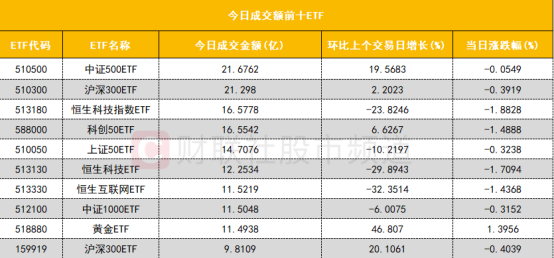 今日成交额前十ETF
ETF代码 ETF名称 今日成交金额(亿) 环比上个交易日增长(%) 当日涨跌幅(%)
510500 中证500ETF 21.6762 19.5683 -0.0549
510300 沪深300ETF 21.298 2.2023 -0.3919
513180 恒生科技指数ETF 16.5778 -23.8246 -1.8828
588000 科创50ETF 16.5542 6.6267 -1.4888
510050 上证50ETF 14.7076 -10.2197 -0.3238
513130 恒生科技ETF 12.2534 -29.8943 -1.7094
513330 恒生互联网ETF 11.5219 -32.3514 -1.4368
512100 中证1000ETF 11.5048 -6.0075 -0.3152
518880 黄金ETF 11.4938 46.807 1.3956
159919 沪深300ETF 9.8109 20.1061 -0.4039
财联社股市频道